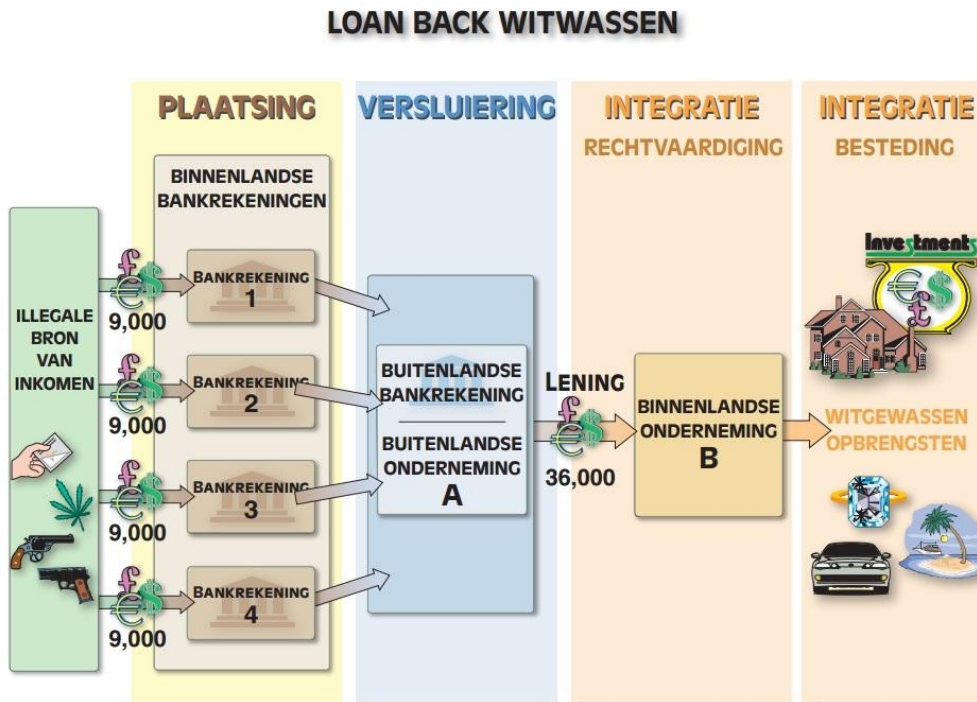 LOAN BACK WITWASSEN
PLAATSING
VERSLUIERING
INTEGRATIE
RECHTVAARDIGING
INTEGRATIE
BESTEDING
ILLEGALE
BRON
VAN
INKOMEN
BINNENLANDSE
BANKREKENINGEN
£
€$
9,000
BANKREKENING
1
£
€$
9,000
BANKREKENING
2
£
€$
9,000
BANKREKENING
3
£
€$
9,000
BANKREKENING
4
BUITENLANDSE
BANKREKENING
BUITENLANDSE
ONDERNEMING
A
LENING
£
€$
36,000
BINNENLANDSE
ONDERNEMING
B
Investments
€$
£
WITGEWASSEN
OPBRENGSTEN